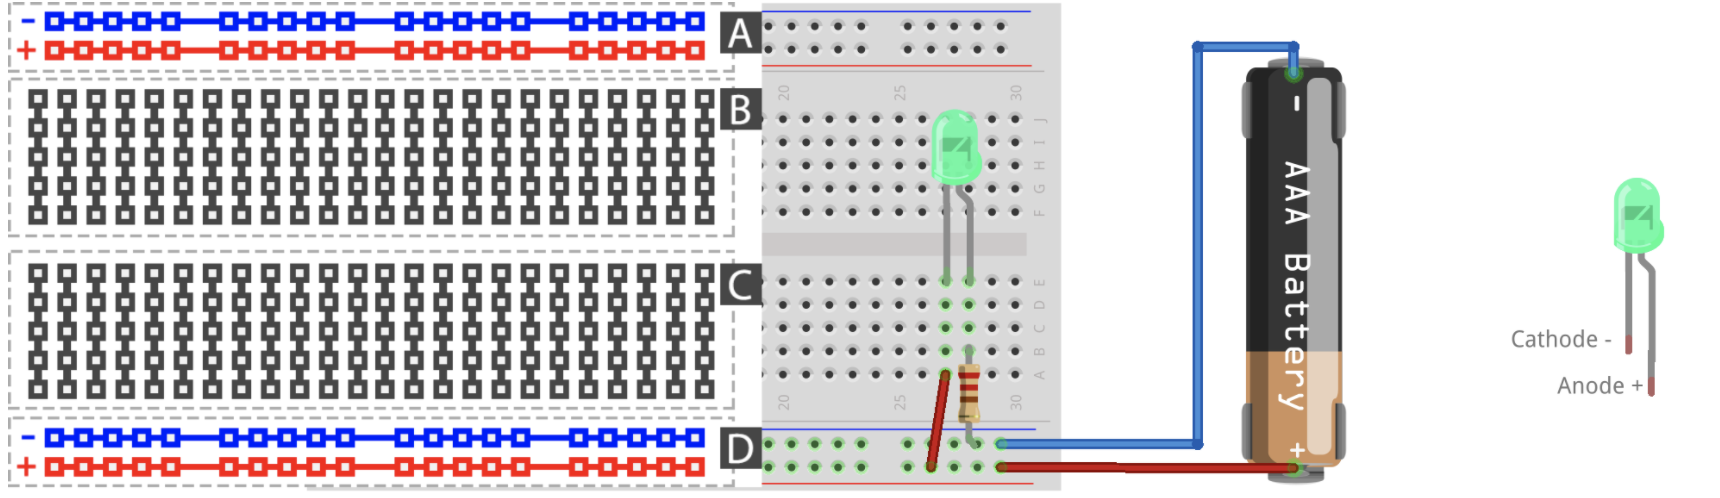 -
+
A
B
C
-
+
D
20 25 30
J
I
H
G
F
E
D
C
B
A
20 25 30
- AAA Battery +
Cathode -
Anode +